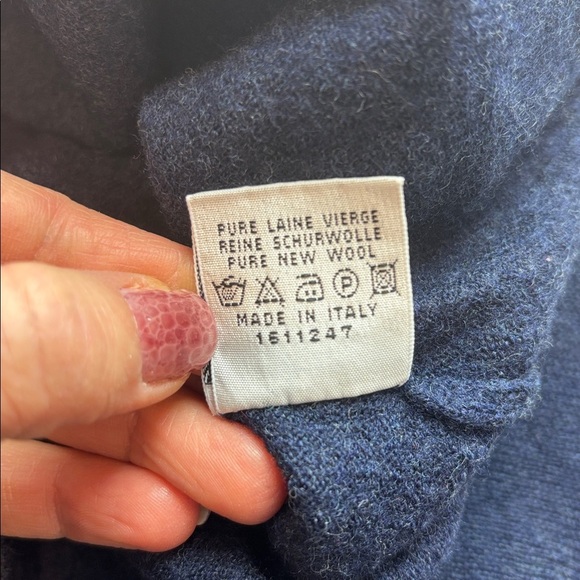 PURE LAINE VIERGE
REINE SCHURWOLLE
PURE NEW WOOL
P
MADE IN ITALY
1611247